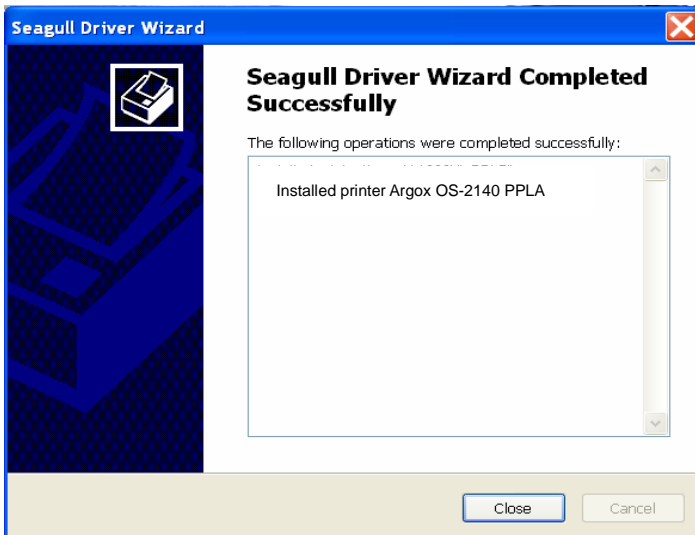 Seagull Driver Wizard
Seagull Driver Wizard Completed
Successfully
The following operations were completed successfully:
Installed printer Argox OS-2140 PPLA
Close
Cancel